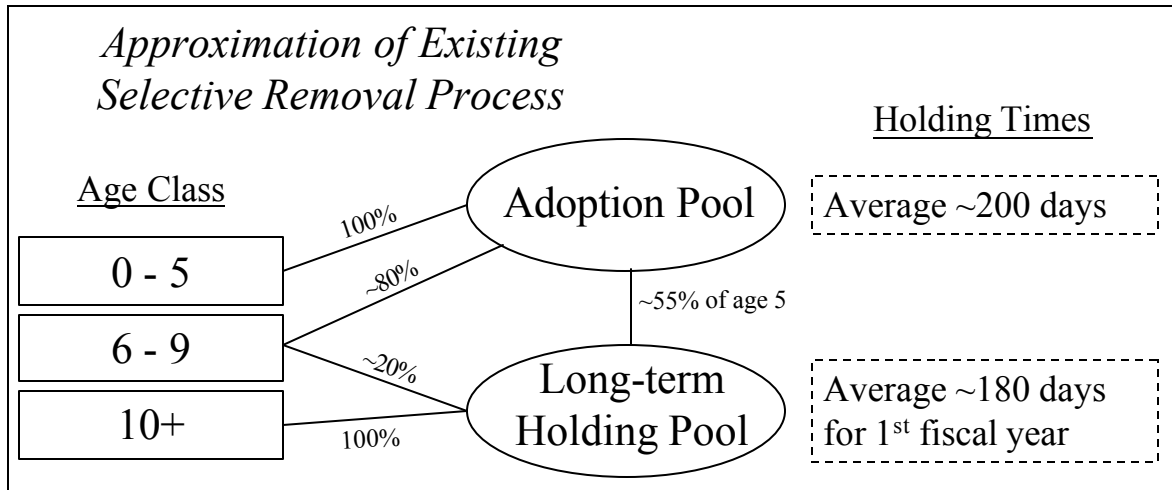 Approximation of Existing
Selective Removal Process
Holding Times
Age Class
Adoption Pool
Average ~200 days
100%
0 - 5
~80%
~55% of age 5
6 - 9
~20%
Long-term
Holding Pool
Average ~180 days
for 1st fiscal year
10+
100%